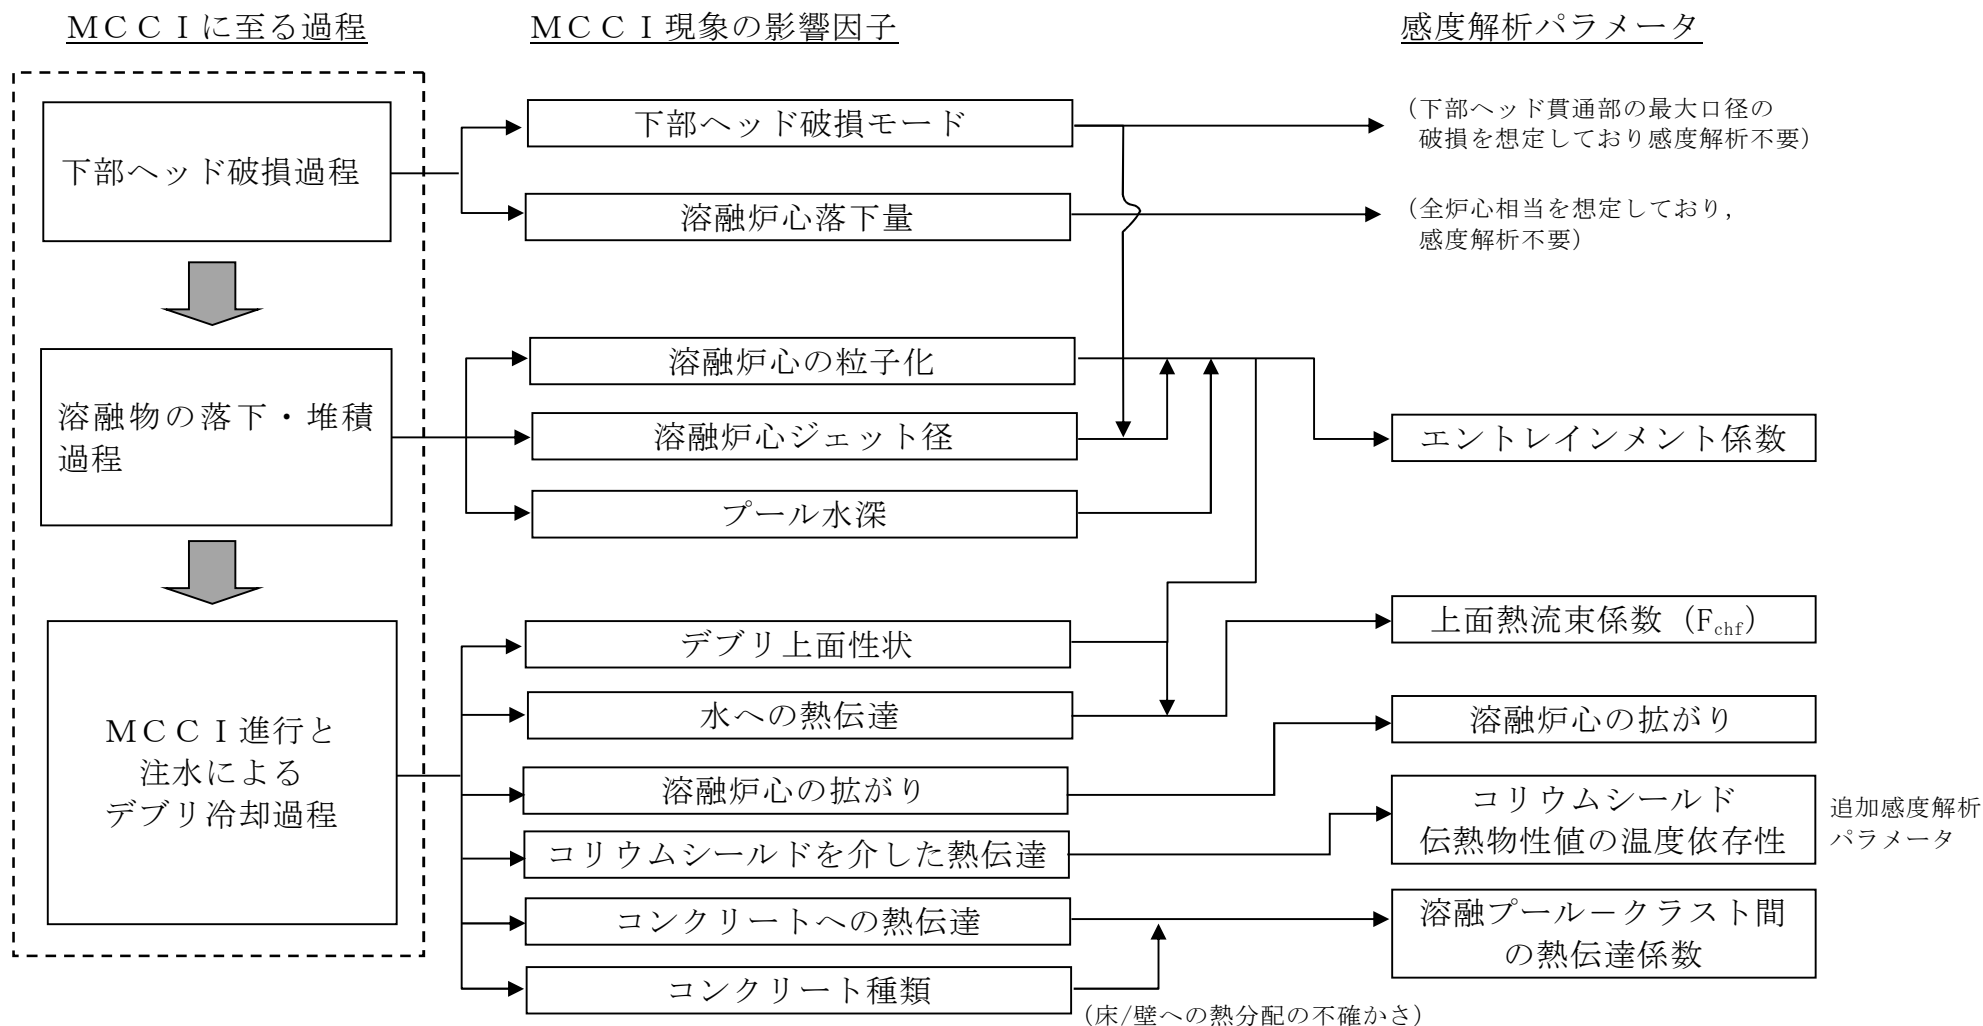 ＭＣＣＩに至る過程
ＭＣＣＩ現象の影響因子
感度解析パラメータ
下部ヘッド破損過程
溶融物の落下・堆積
過程
ＭＣＣＩ進行と
注水による
デブリ冷却過程
下部ヘッド破損モード
溶融炉心落下量
溶融炉心の粒子化
溶融炉心ジェット径
プール水深
デブリ上面性状
水への熱伝達
溶融炉心の拡がり
コリウムシールドを介した熱伝達
コンクリートへの熱伝達
コンクリート種類
（床/壁への熱分配の不確かさ）
（下部ヘッド貫通部の最大口径の
破損を想定しており感度解析不要）
（全炉心相当を想定しており，
感度解析不要）
エントレインメント係数
上面熱流束係数（Fchf）
溶融炉心の拡がり
コリウムシールド
伝熱物性値の温度依存性
追加感度解析
パラメータ
溶融プール－クラスト間
の熱伝達係数